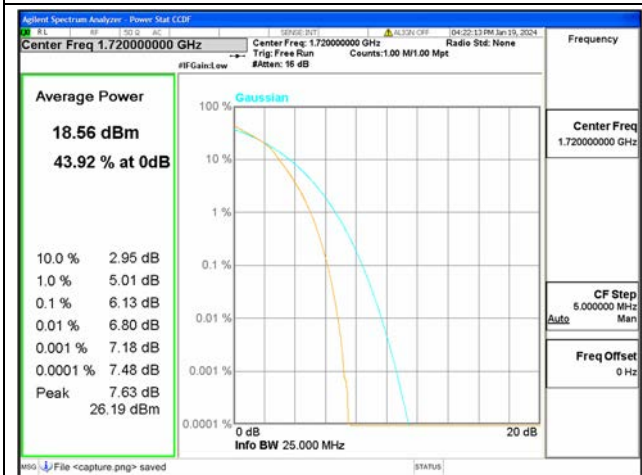 Agilent Spectrum Analyzer - Power Stat CCDF
RL RF 50 Ω AC SENSE:INT ALIGN OFF 04:22:13 PM Jan 19, 2024
Center Freq 1.720000000 GHz
Center Freq: 1.720000000 GHz Radio Std: None
Trig: Free Run Counts:1.00 M/1.00 Mpt
#IFGain:Low #Atten: 16 dB
Frequency
Average Power
18.56 dBm
43.92 % at 0dB
10.0 % 2.95 dB
1.0 % 5.01 dB
0.1 % 6.13 dB
0.01 % 6.80 dB
0.001 % 7.18 dB
0.0001 % 7.48 dB
Peak 7.63 dB
26.19 dBm
Gaussian
100 %
10 %
1 %
0.1 %
0.01 %
0.001 %
0.0001 %
0 dB 20 dB
Info BW 25.000 MHz
Center Freq
1.720000000 GHz
CF Step
5.000000 MHz
Auto Man
Freq Offset
0 Hz
MSG File <capture.png> saved STATUS